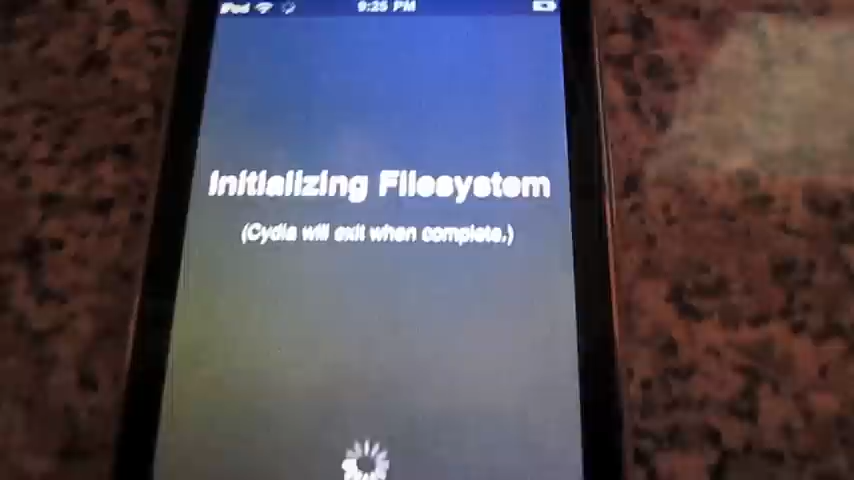 iPod 9:25 PM
Initializing Filesystem
(Cydia will exit when complete.)